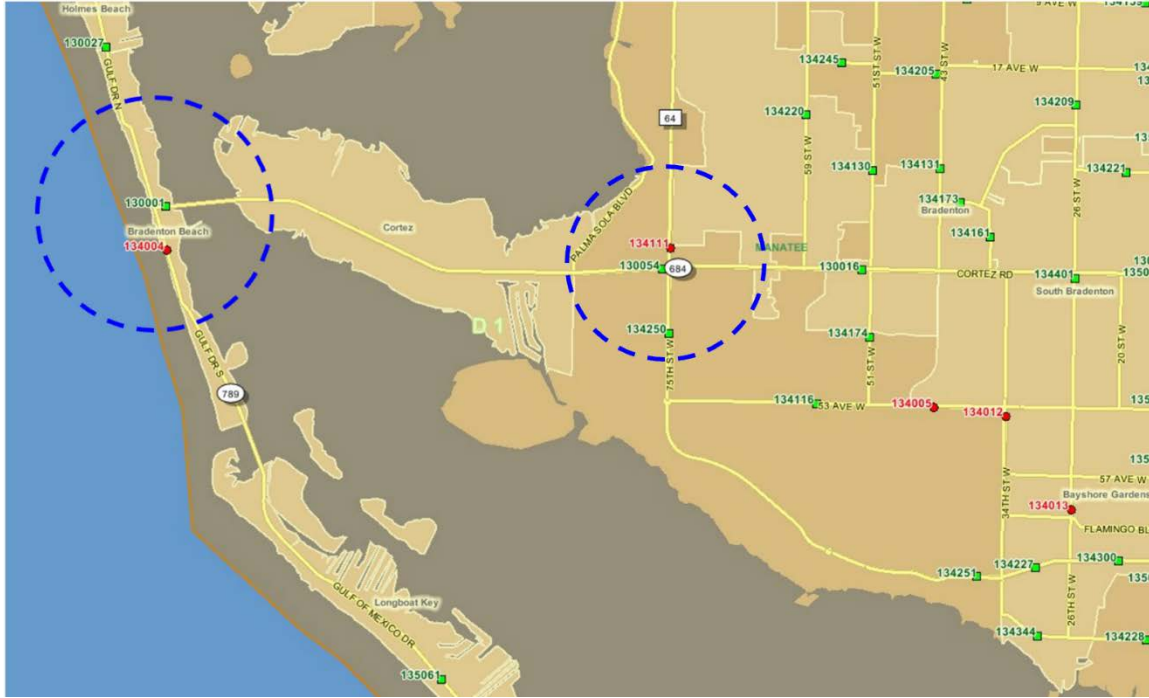 Holmes Beach
9 AVE W
134139
130027
134245
51ST ST W
134205
43 ST W
17 AVE W
GULF DR N
134220
134209
64
59 ST W
26 ST W
134130
134131
134221
130001
134173
Bradenton
Bradenton Beach
Cortez
PALMA SOLA BLVD
134161
134004
134111
MANATEE
130054
684
130016
CORTEZ RD
134401
South Bradenton
D 1
134250
134174
GULF DR S
75TH ST W
51 ST W
20 ST W
789
134116
53 AVE W
134005
134012
57 AVE W
34TH ST W
Bayshore Gardens
134013
FLAMINGO BL
134300
134227
134251
Longboat Key
GULF OF MEXICO DR
26TH ST W
134344
134228
135061